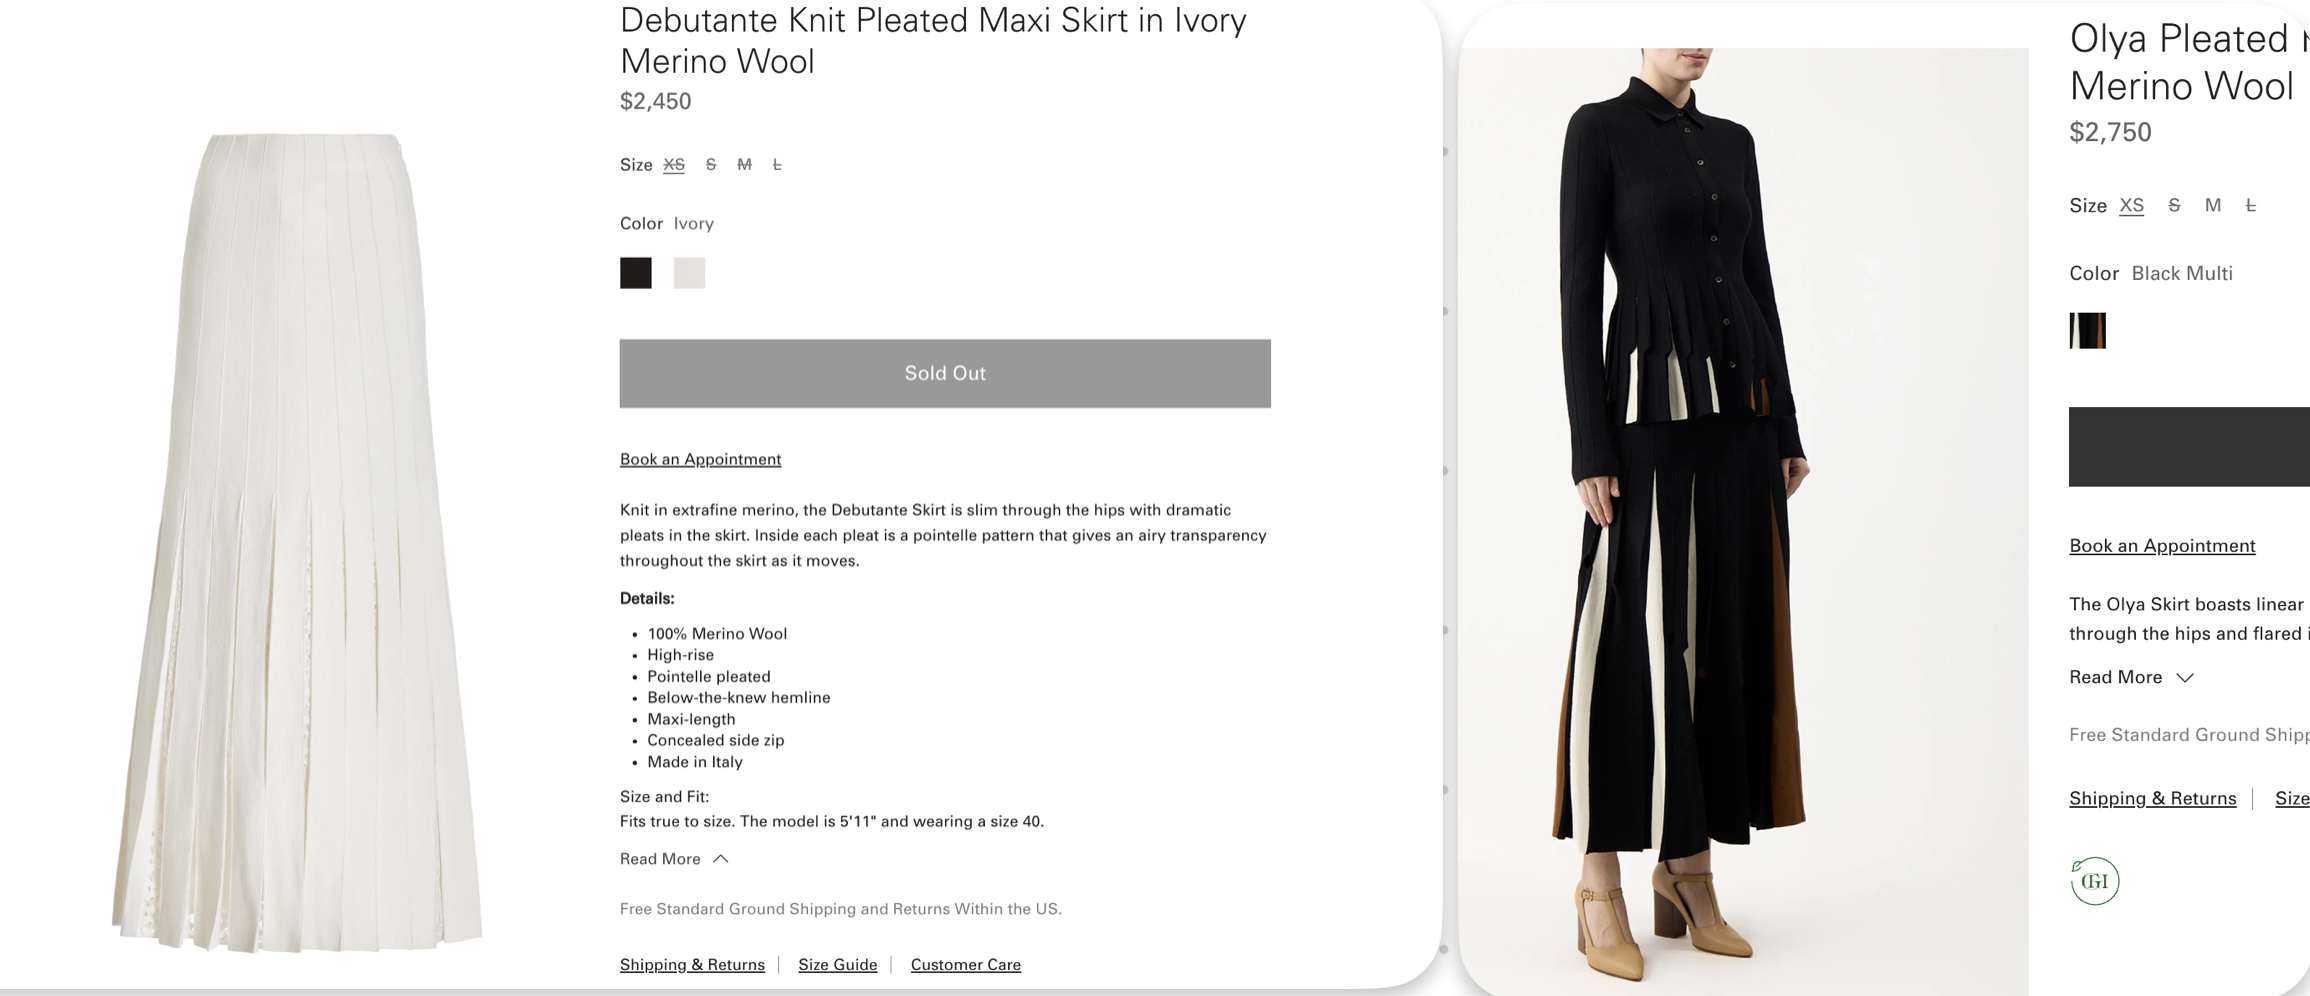 Debutante Knit Pleated Maxi Skirt in Ivory
Merino Wool
$2,450
Size XS S M L
Color Ivory
Sold Out
Book an Appointment
Knit in extrafine merino, the Debutante Skirt is slim through the hips with dramatic
pleats in the skirt. Inside each pleat is a pointelle pattern that gives an airy transparency
throughout the skirt as it moves.
Details:
• 100% Merino Wool
• High-rise
• Pointelle pleated
• Below-the-knew hemline
• Maxi-length
• Concealed side zip
• Made in Italy
Size and Fit:
Fits true to size. The model is 5'11" and wearing a size 40.
Read More
Free Standard Ground Shipping and Returns Within the US.
Shipping & Returns | Size Guide | Customer Care
Olya Pleated
Merino Wool
$2,750
Size XS S M L
Color Black Multi
Book an Appointment
The Olya Skirt boasts linear
through the hips and flared
Read More
Free Standard Ground Shipp
Shipping & Returns | Size